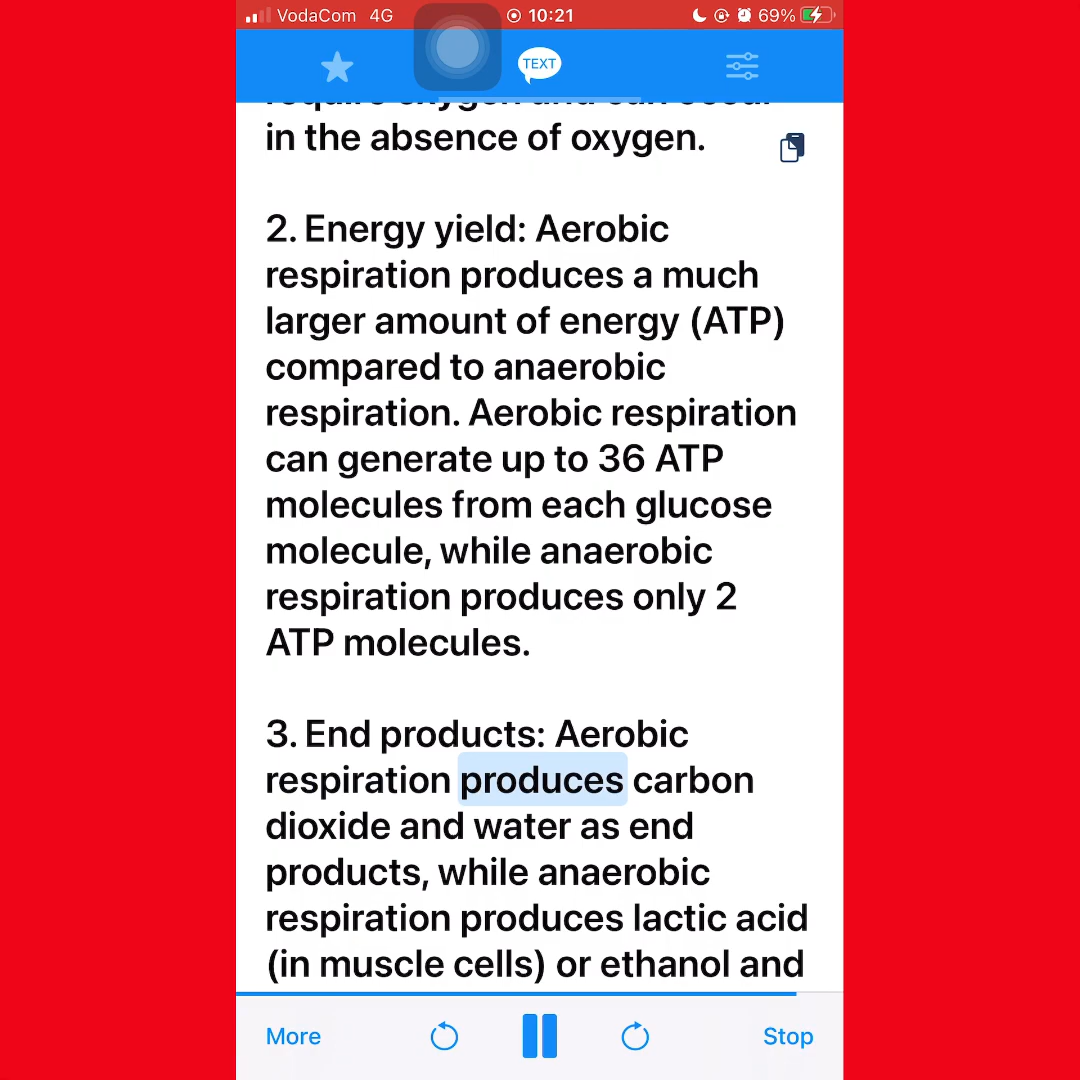 VodaCom 4G 10:21 69%
TEXT
in the absence of oxygen.
2. Energy yield: Aerobic
respiration produces a much
larger amount of energy (ATP)
compared to anaerobic
respiration. Aerobic respiration
can generate up to 36 ATP
molecules from each glucose
molecule, while anaerobic
respiration produces only 2
ATP molecules.
3. End products: Aerobic
respiration produces carbon
dioxide and water as end
products, while anaerobic
respiration produces lactic acid
(in muscle cells) or ethanol and
More Stop